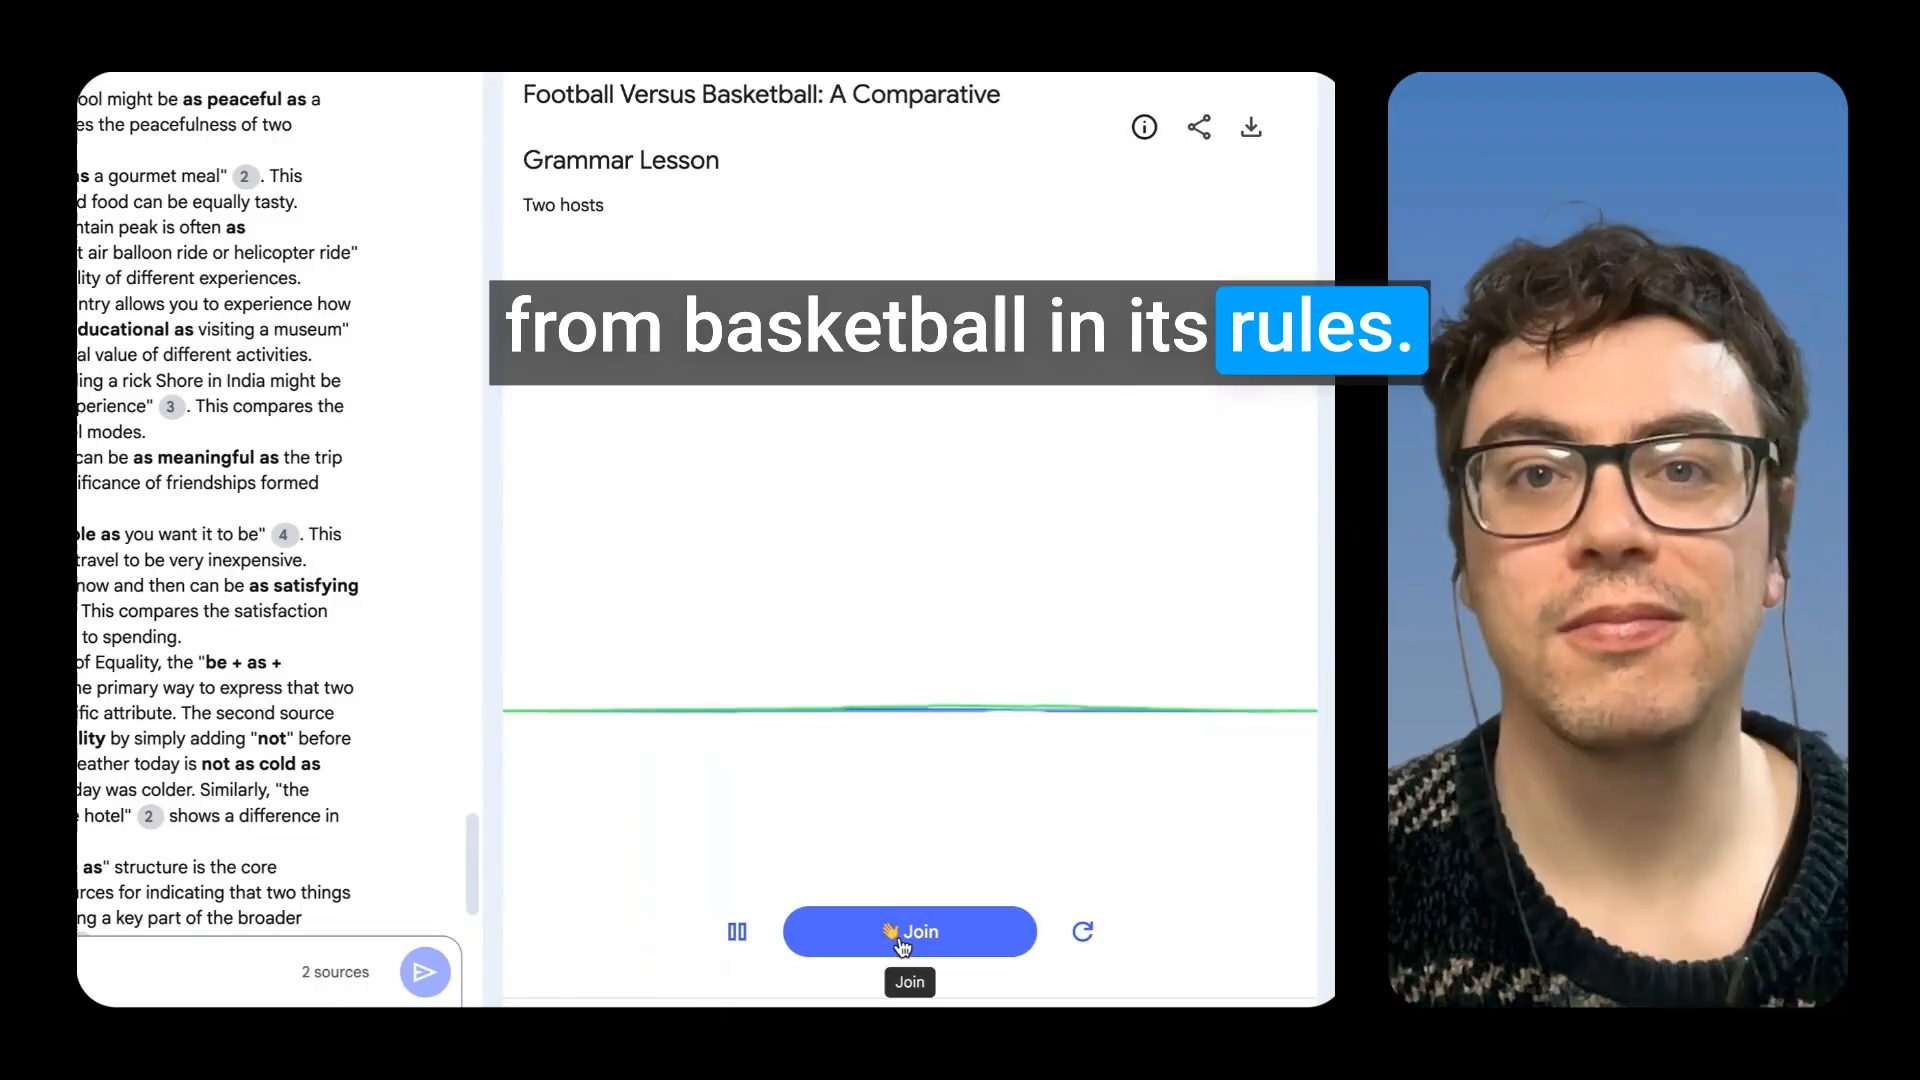 ool might be as peaceful as a
es the peacefulness of two
s a gourmet meal" 2 . This
d food can be equally tasty.
ntain peak is often as
t air balloon ride or helicopter ride"
lity of different experiences.
ntry allows you to experience how
ducational as visiting a museum"
al value of different activities.
ling a rick Shore in India might be
perience" 3 . This compares the
l modes.
can be as meaningful as the trip
ificance of friendships formed
ble as you want it to be" 4 . This
travel to be very inexpensive.
now and then can be as satisfying
This compares the satisfaction
to spending.
of Equality, the "be + as +
he primary way to express that two
ific attribute. The second source
lity by simply adding "not" before
eather today is not as cold as
day was colder. Similarly, "the
e hotel" 2 shows a difference in
as" structure is the core
urces for indicating that two things
ng a key part of the broader
2 sources
Football Versus Basketball: A Comparative
Grammar Lesson
Two hosts
from basketball in its rules.
👋 Join
Join